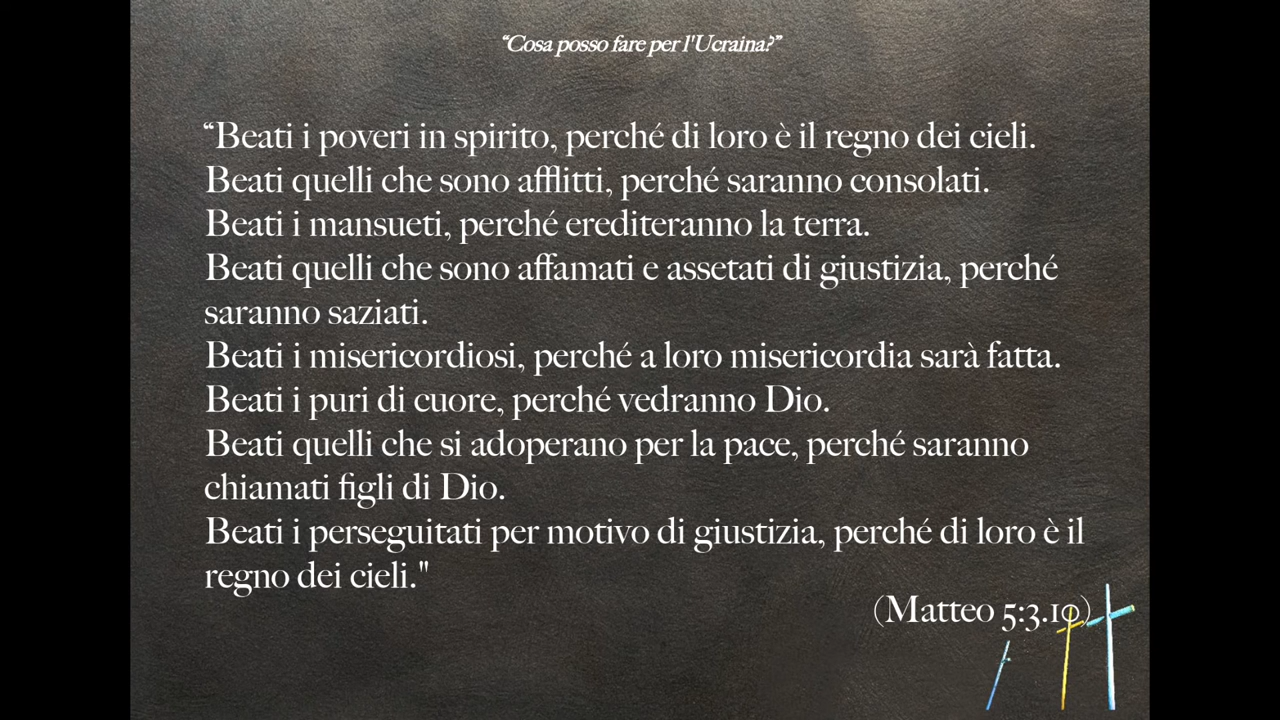 “Cosa posso fare per l'Ucraina?”
“Beati i poveri in spirito, perché di loro è il regno dei cieli.
Beati quelli che sono afflitti, perché saranno consolati.
Beati i mansueti, perché erediteranno la terra.
Beati quelli che sono affamati e assetati di giustizia, perché
saranno saziati.
Beati i misericordiosi, perché a loro misericordia sarà fatta.
Beati i puri di cuore, perché vedranno Dio.
Beati quelli che si adoperano per la pace, perché saranno
chiamati figli di Dio.
Beati i perseguitati per motivo di giustizia, perché di loro è il
regno dei cieli."
(Matteo 5:3.10)